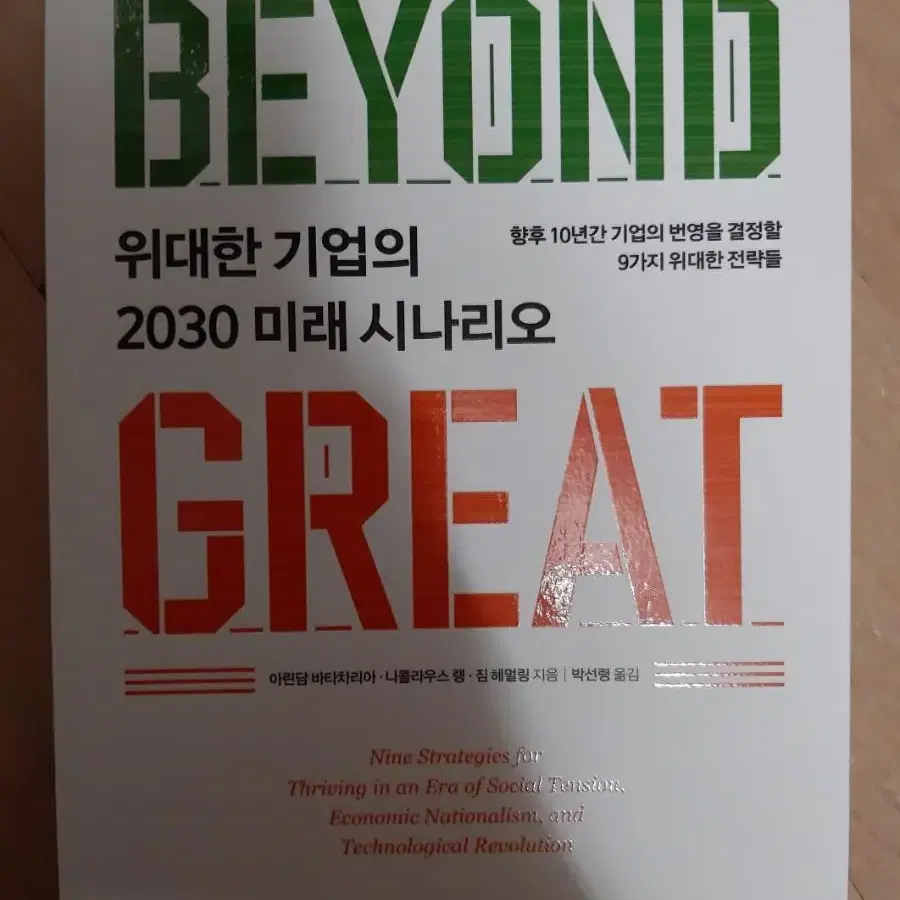 BEYOND
위대한 기업의
2030 미래 시나리오
향후 10년간 기업의 번영을 결정할
9가지 위대한 전략들
GREAT
아린담 바타차리아 · 니콜라우스 랭 · 짐 헤멀링 지음 | 박선령 옮김
Nine Strategies for
Thriving in an Era of Social Tension,
Economic Nationalism, and
Technological Revolution